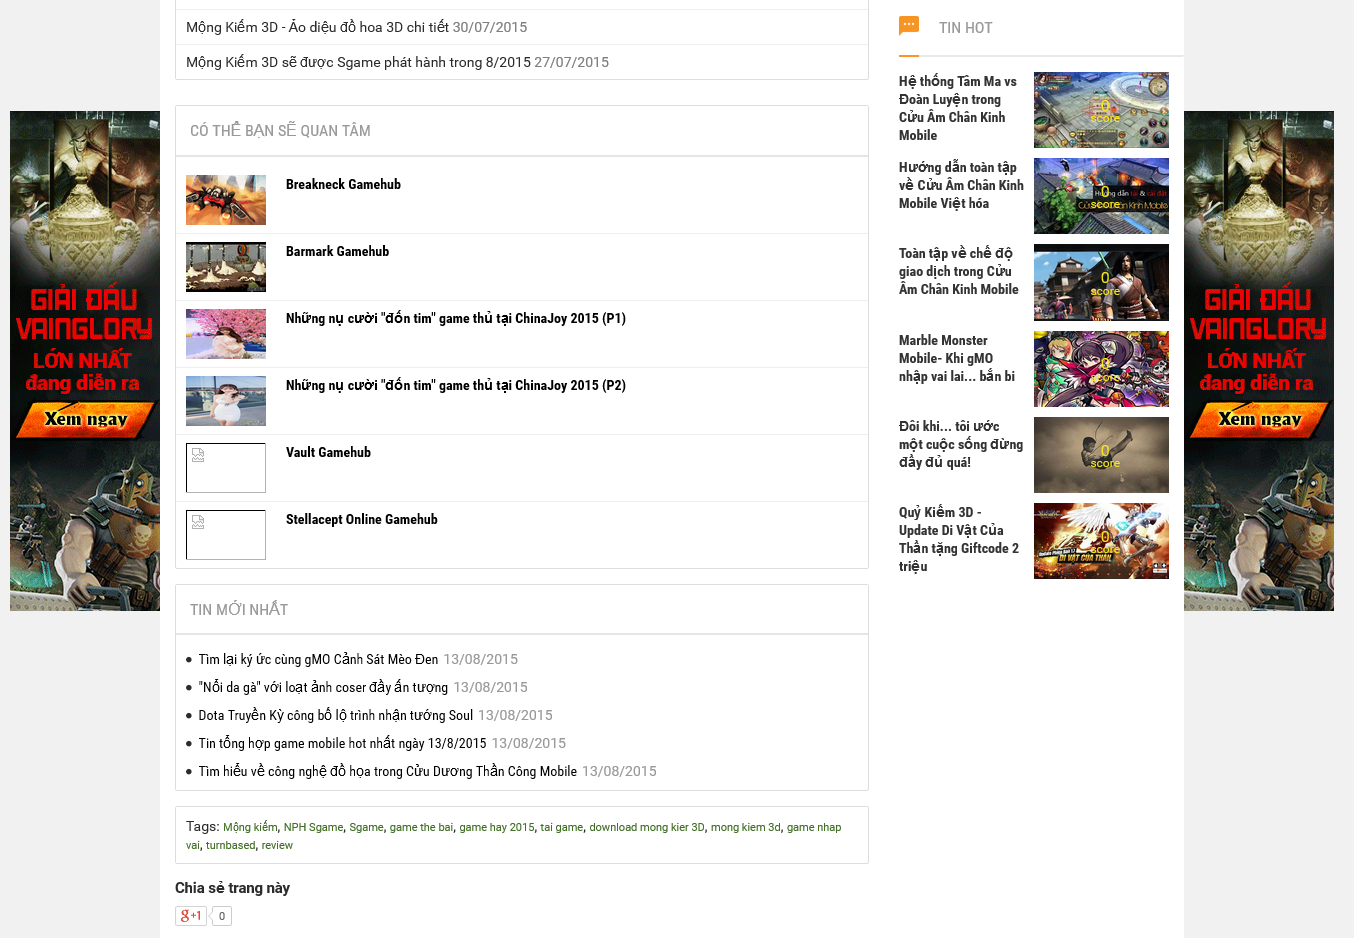 Mộng Kiếm 3D - Ảo diệu đồ hoa 3D chi tiết 30/07/2015
Mộng Kiếm 3D sẽ được Sgame phát hành trong 8/2015 27/07/2015
CÓ THỂ BẠN SẼ QUAN TÂM
Breakneck Gamehub
Barmark Gamehub
Những nụ cười "đốn tim" game thủ tại ChinaJoy 2015 (P1)
Những nụ cười "đốn tim" game thủ tại ChinaJoy 2015 (P2)
Vault Gamehub
Stellacept Online Gamehub
TIN MỚI NHẤT
Tìm lại ký ức cùng gMO Cảnh Sát Mèo Đen 13/08/2015
"Nổi da gà" với loạt ảnh coser đầy ấn tượng 13/08/2015
Dota Truyền Kỳ công bố lộ trình nhận tướng Soul 13/08/2015
Tin tổng hợp game mobile hot nhất ngày 13/8/2015 13/08/2015
Tìm hiểu về công nghệ đồ họa trong Cửu Dương Thần Công Mobile 13/08/2015
Tags: Mộng kiếm, NPH Sgame, Sgame, game the bai, game hay 2015, tai game, download mong kier 3D, mong kiem 3d, game nhap
vai, turnbased, review
Chia sẻ trang này
g+1 0
TIN HOT
Hệ thống Tâm Ma vs
Đoàn Luyện trong
Cửu Âm Chân Kinh
Mobile
0
score
Hướng dẫn toàn tập
về Cửu Âm Chân Kinh
Mobile Việt hóa
0
score
Toàn tập về chế độ
giao dịch trong Cửu
Âm Chân Kinh Mobile
0
score
Marble Monster
Mobile- Khi gMO
nhập vai lai... bắn bi
0
score
Đôi khi... tôi ước
một cuộc sống đừng
đầy đủ quá!
0
score
Quỷ Kiếm 3D -
Update Di Vật Của
Thần tặng Giftcode 2
triệu
0
score
DI VẬT CỦA THẦN
GIẢI ĐẤU
VAINGLORY
LỚN NHẤT
đang diễn ra
Xem ngay
GIẢI ĐẤU
VAINGLORY
LỚN NHẤT
đang diễn ra
Xem ngay